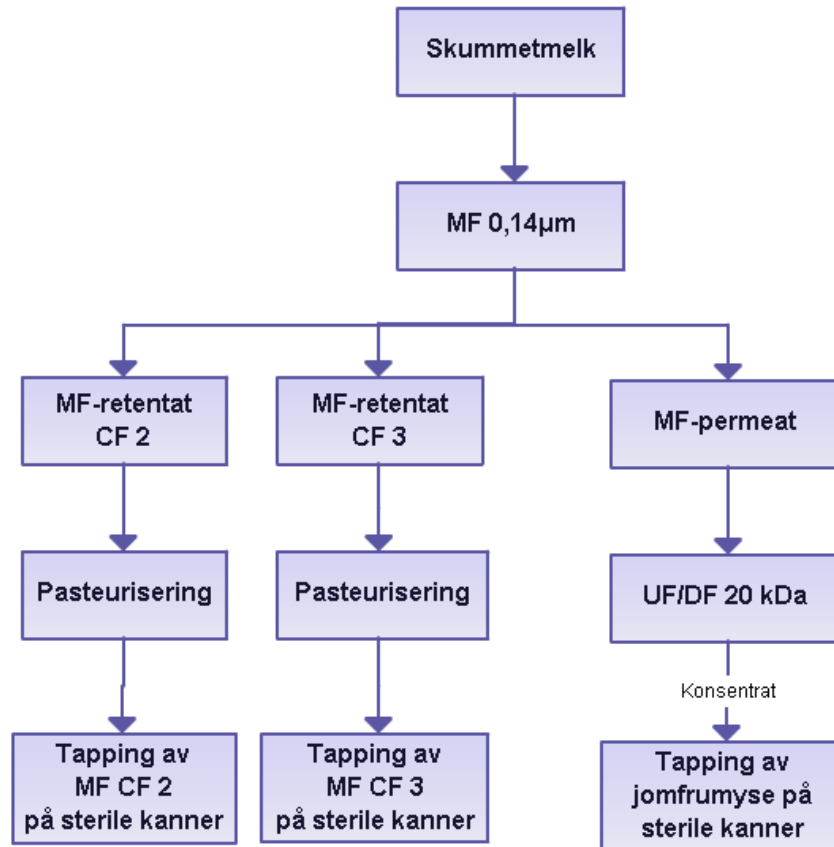 Skummetmelk
MF 0,14µm
MF-retentat
CF 2
MF-retentat
CF 3
MF-permeat
Pasteurisering
Pasteurisering
UF/DF 20 kDa
Konsentrat
Tapping av
MF CF 2
på sterile kanner
Tapping av
MF CF 3
på sterile kanner
Tapping av
jomfrumyse på
sterile kanner